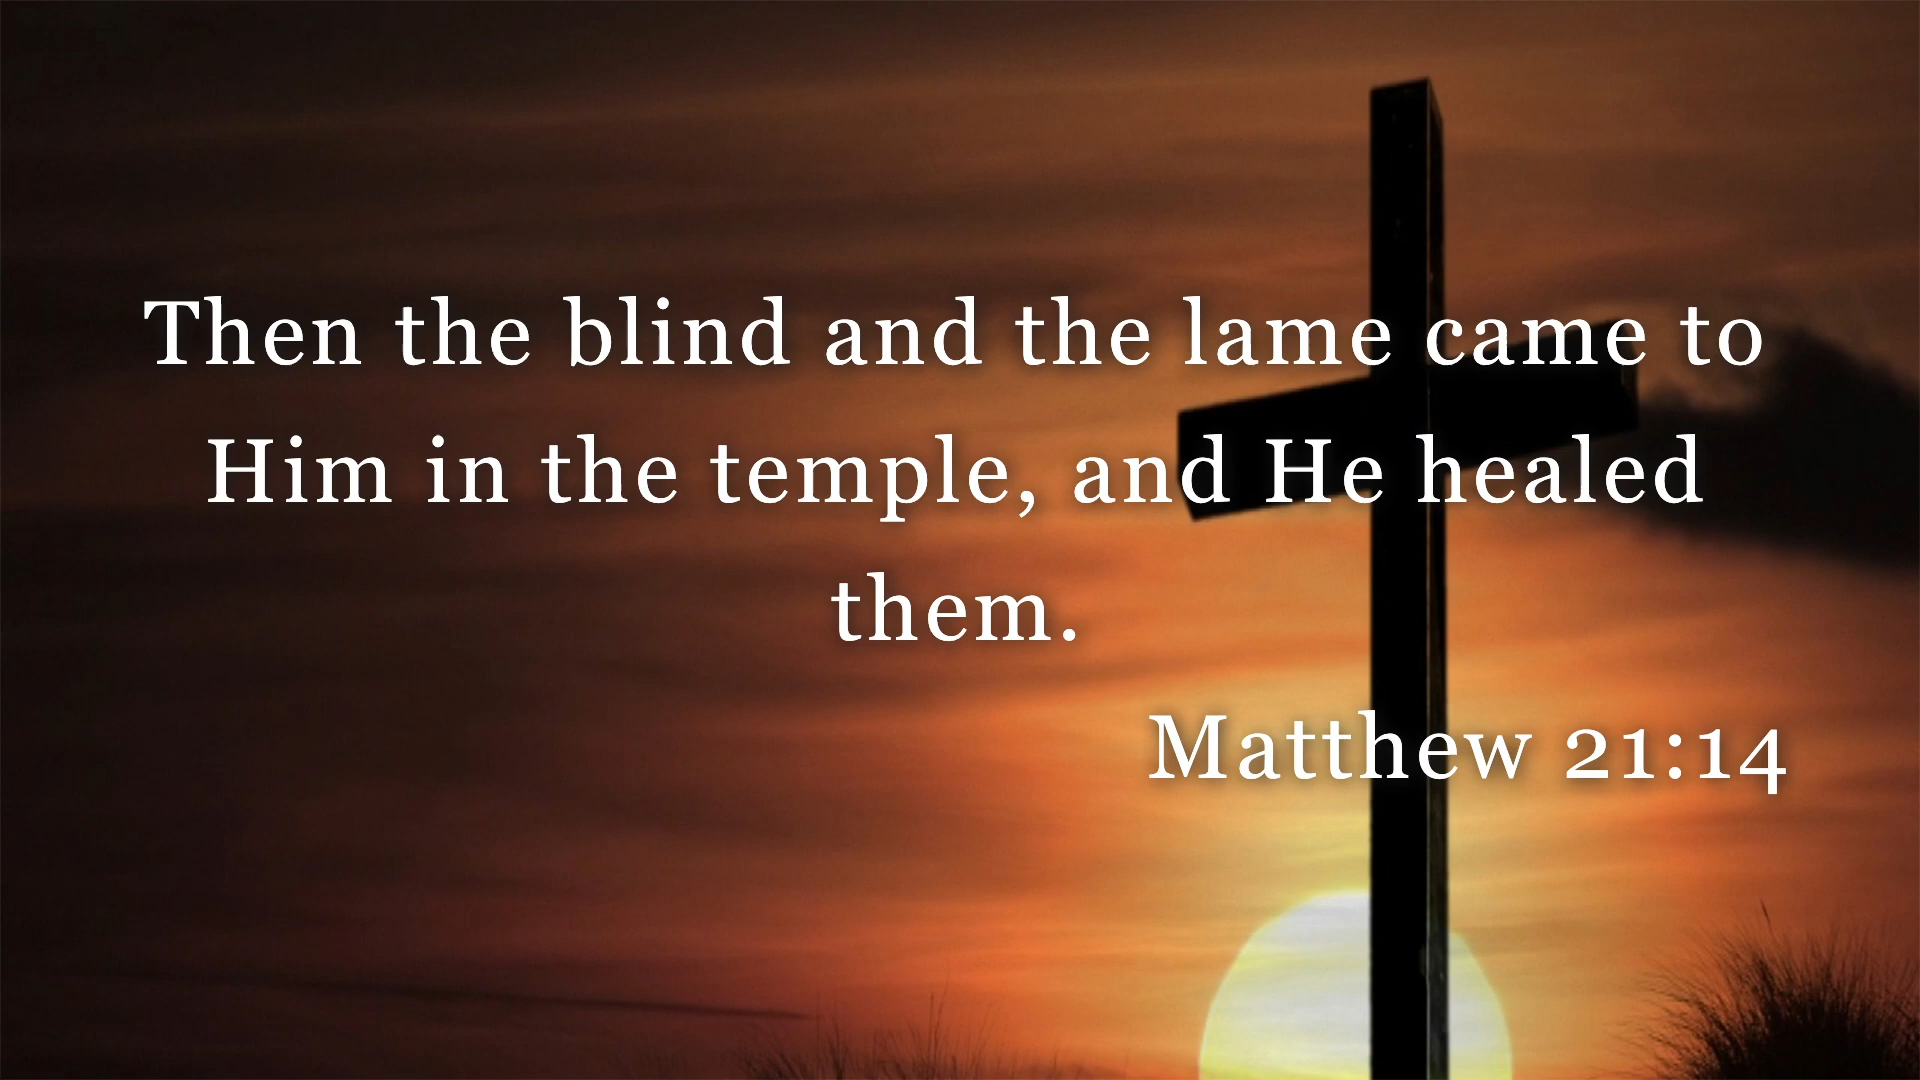 Then the blind and the lame came to
Him in the temple, and He healed
them.
Matthew 21:14